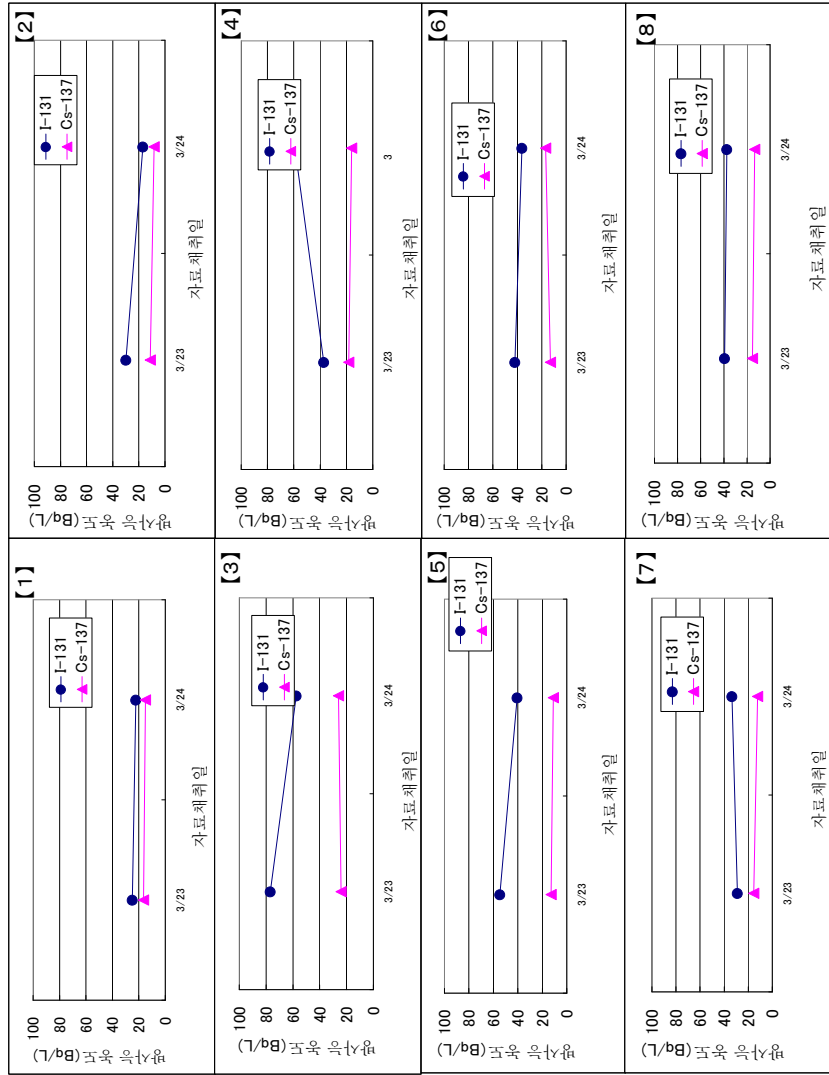 【1】
방사능 농도(Bq/L)
100
80
60
40
20
0
I-131
Cs-137
3/23
3/24
자료채취일
【2】
방사능 농도(Bq/L)
100
80
60
40
20
0
I-131
Cs-137
3/23
3/24
자료채취일
【3】
방사능 농도(Bq/L)
100
80
60
40
20
0
I-131
Cs-137
3/23
3/24
자료채취일
【4】
방사능 농도(Bq/L)
100
80
60
40
20
0
I-131
Cs-137
3/23
3
자료채취일
【5】
방사능 농도(Bq/L)
100
80
60
40
20
0
I-131
Cs-137
3/23
3/24
자료채취일
【6】
방사능 농도(Bq/L)
100
80
60
40
20
0
I-131
Cs-137
3/23
3/24
자료채취일
【7】
방사능 농도(Bq/L)
100
80
60
40
20
0
I-131
Cs-137
3/23
3/24
자료채취일
【8】
방사능 농도(Bq/L)
100
80
60
40
20
0
I-131
Cs-137
3/23
3/24
자료채취일